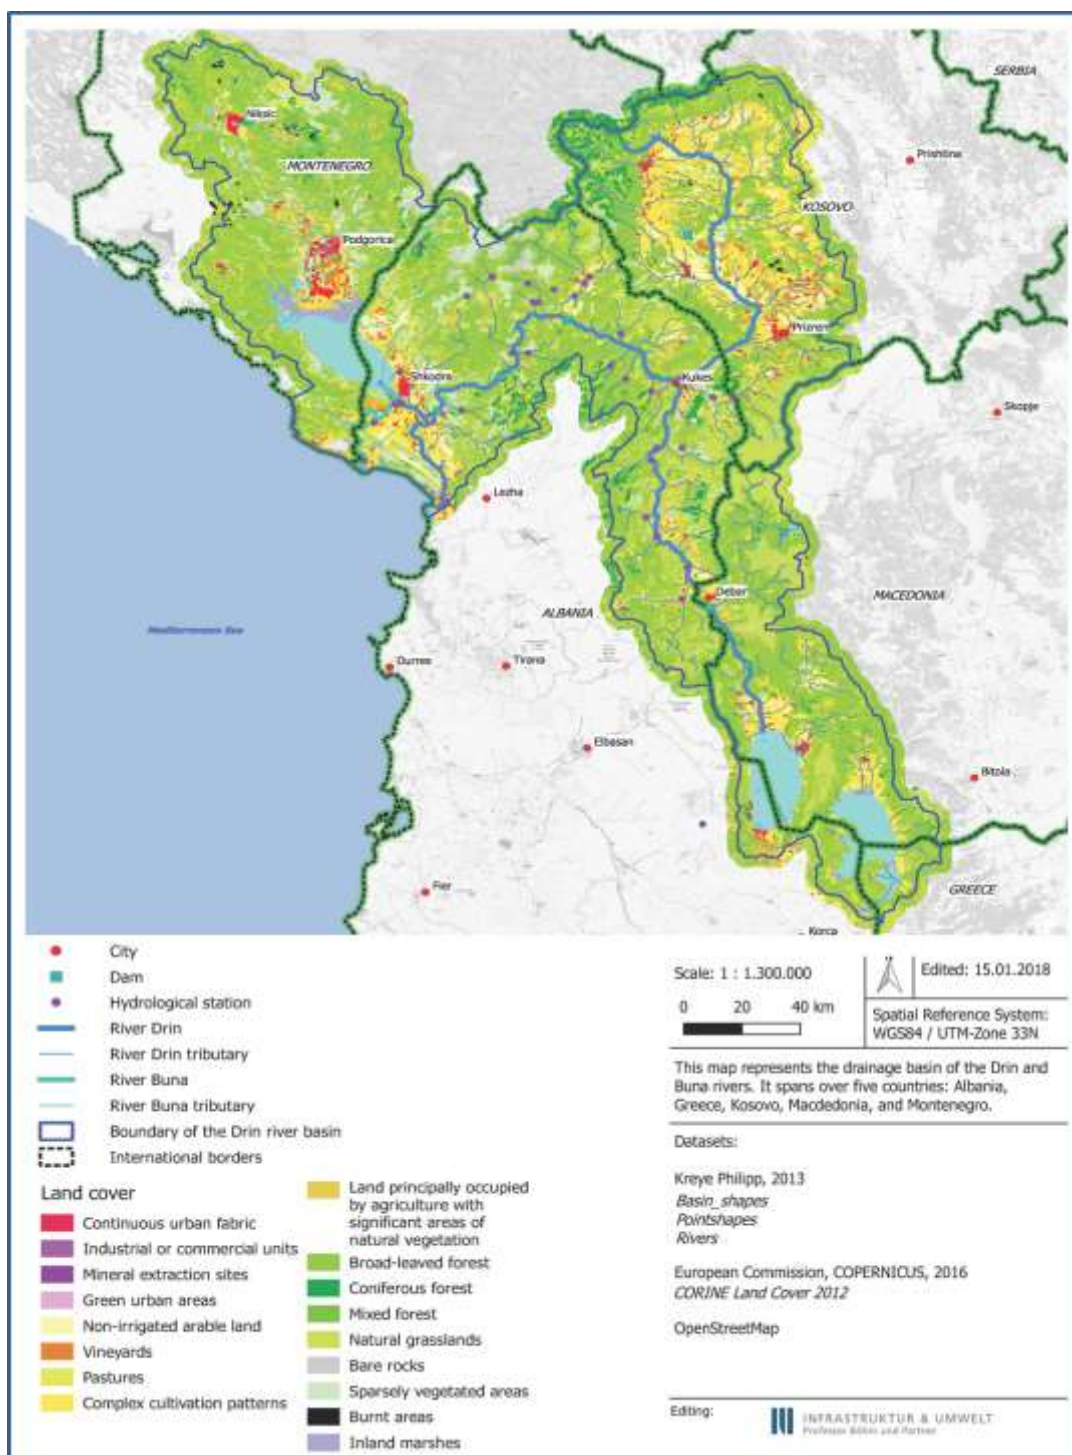 SERBIA
Niksic
Prishtina
MONTENEGRO
KOSOVO
Podgorica
Prizren
Shkodra
Kukes
Skopje
Lezha
Debar
MACEDONIA
ALBANIA
Mediterranean Sea
Durres
Tirana
Elbasan
Bitola
Fier
GREECE
Korca
City
Dam
Hydrological station
River Drin
River Drin tributary
River Buna
River Buna tributary
Boundary of the Drin river basin
International borders
Land cover
Continuous urban fabric
Industrial or commercial units
Mineral extraction sites
Green urban areas
Non-irrigated arable land
Vineyards
Pastures
Complex cultivation patterns
Land principally occupied
by agriculture with
significant areas of
natural vegetation
Broad-leaved forest
Coniferous forest
Mixed forest
Natural grasslands
Bare rocks
Sparsely vegetated areas
Burnt areas
Inland marshes
Scale: 1 : 1.300.000
0 20 40 km
Edited: 15.01.2018
Spatial Reference System:
WGS84 / UTM-Zone 33N
This map represents the drainage basin of the Drin and
Buna rivers. It spans over five countries: Albania,
Greece, Kosovo, Macdedonia, and Montenegro.
Datasets:
Kreye Philipp, 2013
Basin_shapes
Pointshapes
Rivers
European Commission, COPERNICUS, 2016
CORINE Land Cover 2012
OpenStreetMap
Editing:
INFRASTRUKTUR & UMWELT
Professor Böhm und Partner